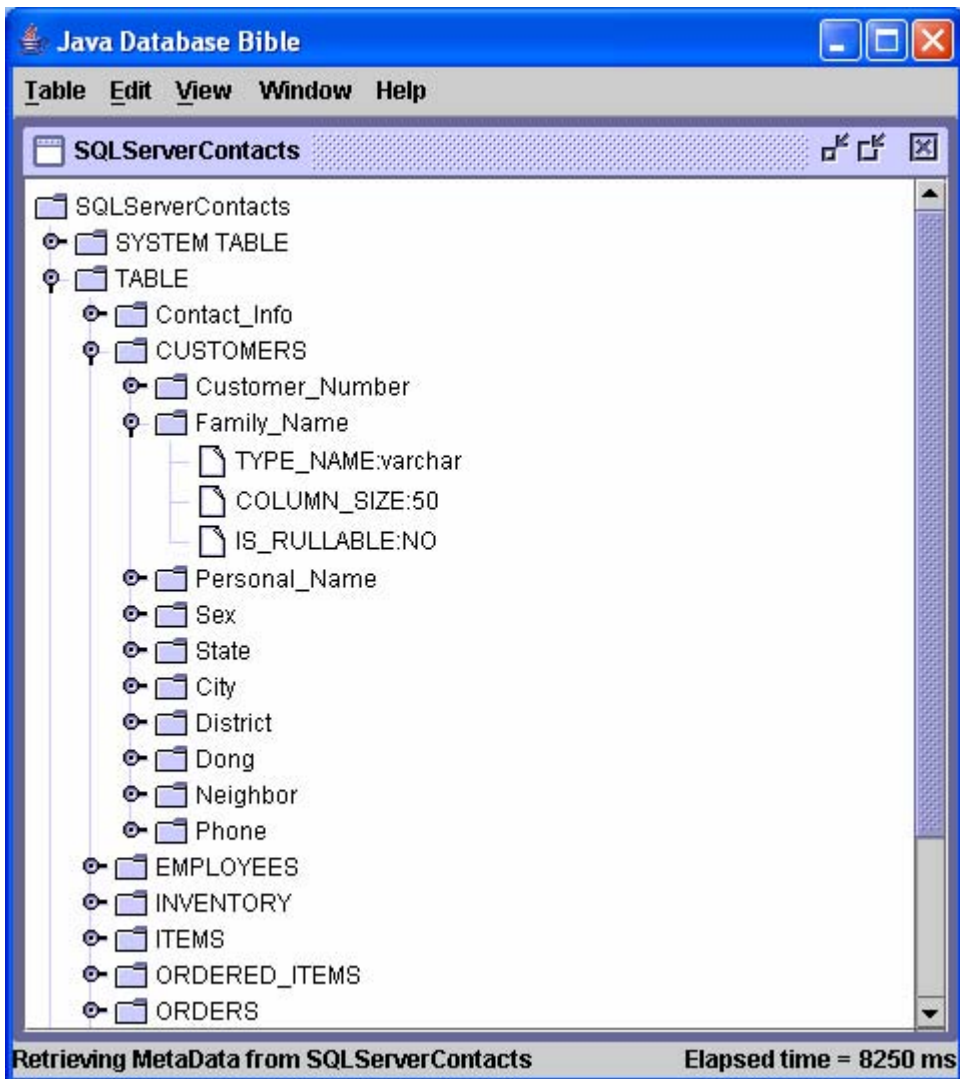 Java Database Bible
Table Edit View Window Help
SQLServerContacts
SQLServerContacts
SYSTEM TABLE
TABLE
Contact_Info
CUSTOMERS
Customer_Number
Family_Name
TYPE_NAME:varchar
COLUMN_SIZE:50
IS_RULLABLE:NO
Personal_Name
Sex
State
City
District
Dong
Neighbor
Phone
EMPLOYEES
INVENTORY
ITEMS
ORDERED_ITEMS
ORDERS
Retrieving MetaData from SQLServerContacts Elapsed time = 8250 ms